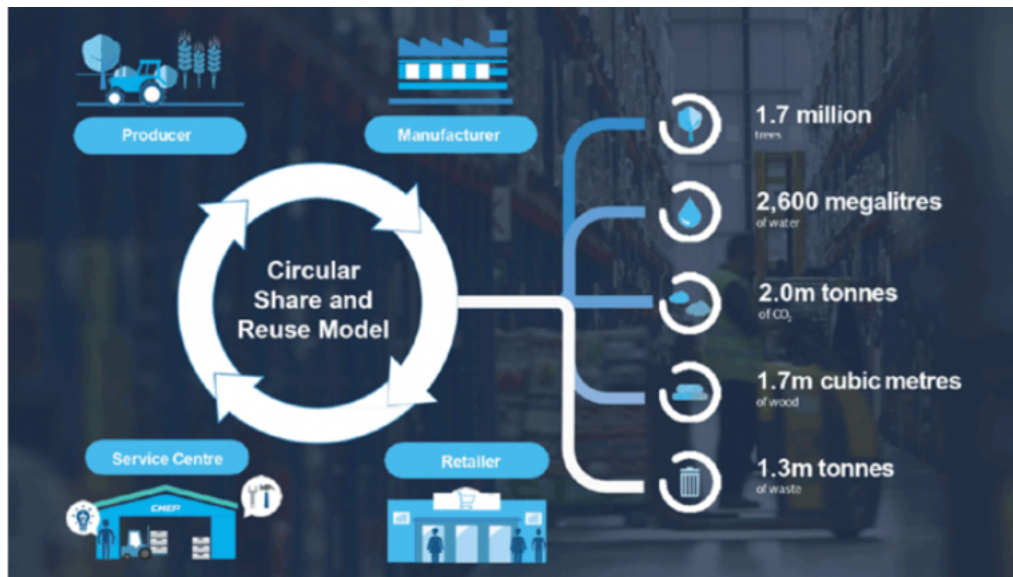 Producer
Manufacturer
Circular
Share and
Reuse Model
Service Centre
CHEP
Retailer
1.7 million
trees
2,600 megalitres
of water
2.0m tonnes
of CO₂
1.7m cubic metres
of wood
1.3m tonnes
of waste